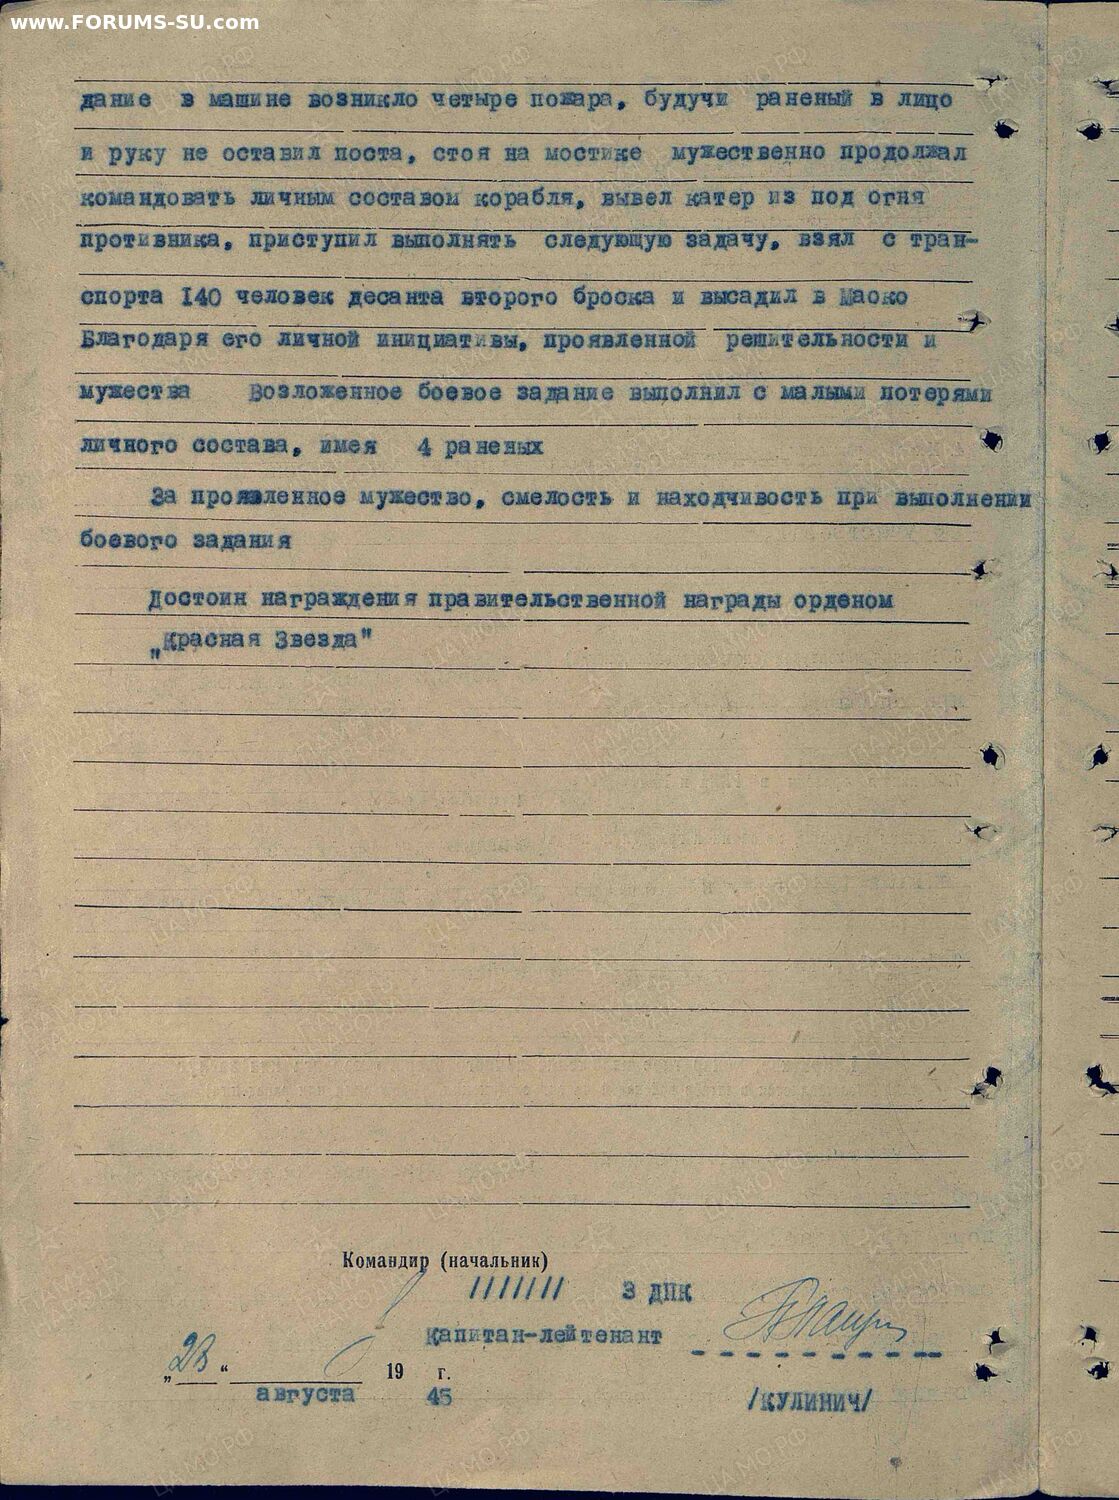 www.FORUMS-SU.com
дание в машине возникло четыре пожара, будучи раненый в лицо
и руку не оставил поста, стоя на мостике мужественно продолжал
командовать личным составом корабля, вывел катер из под огня
противника, приступил выполнять следующую задачу, взял с тран-
спорта I40 человек десанта второго броска и высадил в Маоко
Благодаря его личной инициативы, проявленной решительности и
мужества возложенное боевое задание выполнил с малыми потерями
личного состава, имея 4 раненых
За проявленное мужество, смелость и находчивость при выполнении
боевого задания
Достоин награждения правительственной награды орденом
"Красная Звезда"
Командир (начальник)
3 ДПК
Капитан-лейтенант
„23“ 19 г.
августа 45
/КУЛИНИЧ/